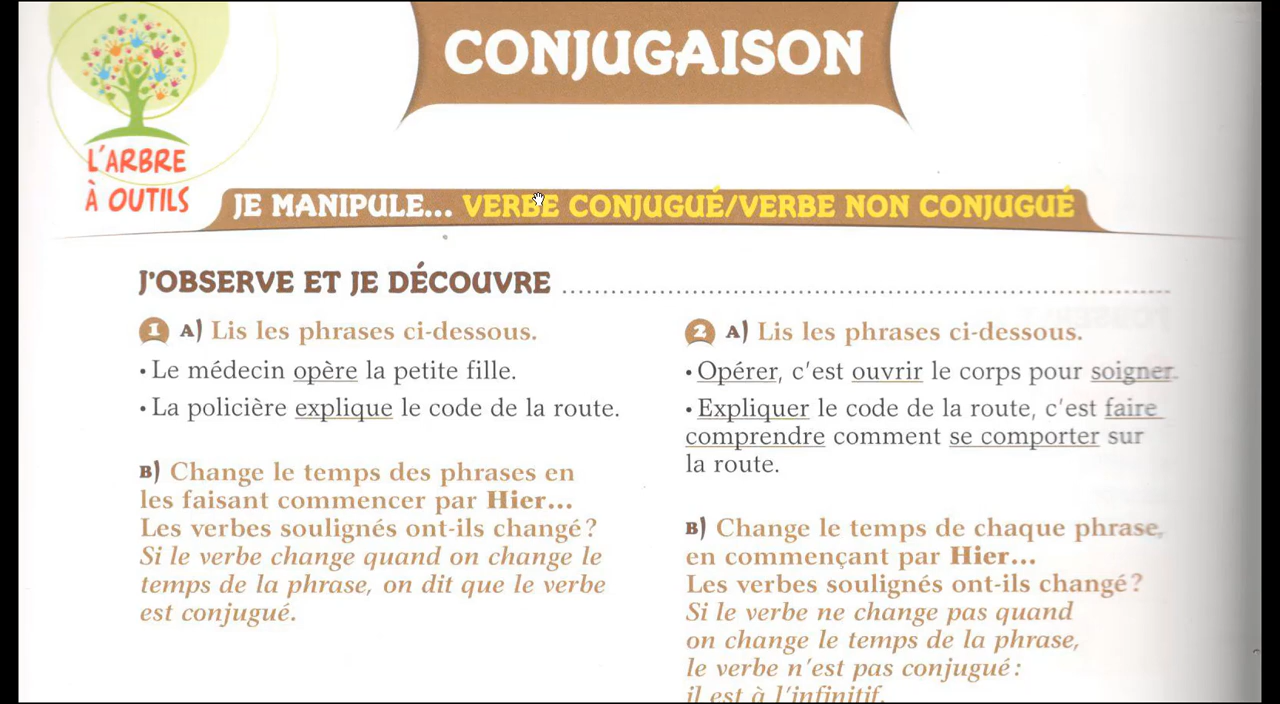 CONJUGAISON
L'ARBRE
À OUTILS
JE MANIPULE... VERBE CONJUGUÉ/VERBE NON CONJUGUÉ
J'OBSERVE ET JE DÉCOUVRE
1 A) Lis les phrases ci-dessous.
• Le médecin opère la petite fille.
• La policière explique le code de la route.
B) Change le temps des phrases en
les faisant commencer par Hier...
Les verbes soulignés ont-ils changé ?
Si le verbe change quand on change le
temps de la phrase, on dit que le verbe
est conjugué.
2 A) Lis les phrases ci-dessous.
• Opérer, c'est ouvrir le corps pour soigner.
• Expliquer le code de la route, c'est faire
comprendre comment se comporter sur
la route.
B) Change le temps de chaque phrase,
en commençant par Hier...
Les verbes soulignés ont-ils changé ?
Si le verbe ne change pas quand
on change le temps de la phrase,
le verbe n'est pas conjugué :
il est à l'infinitif.